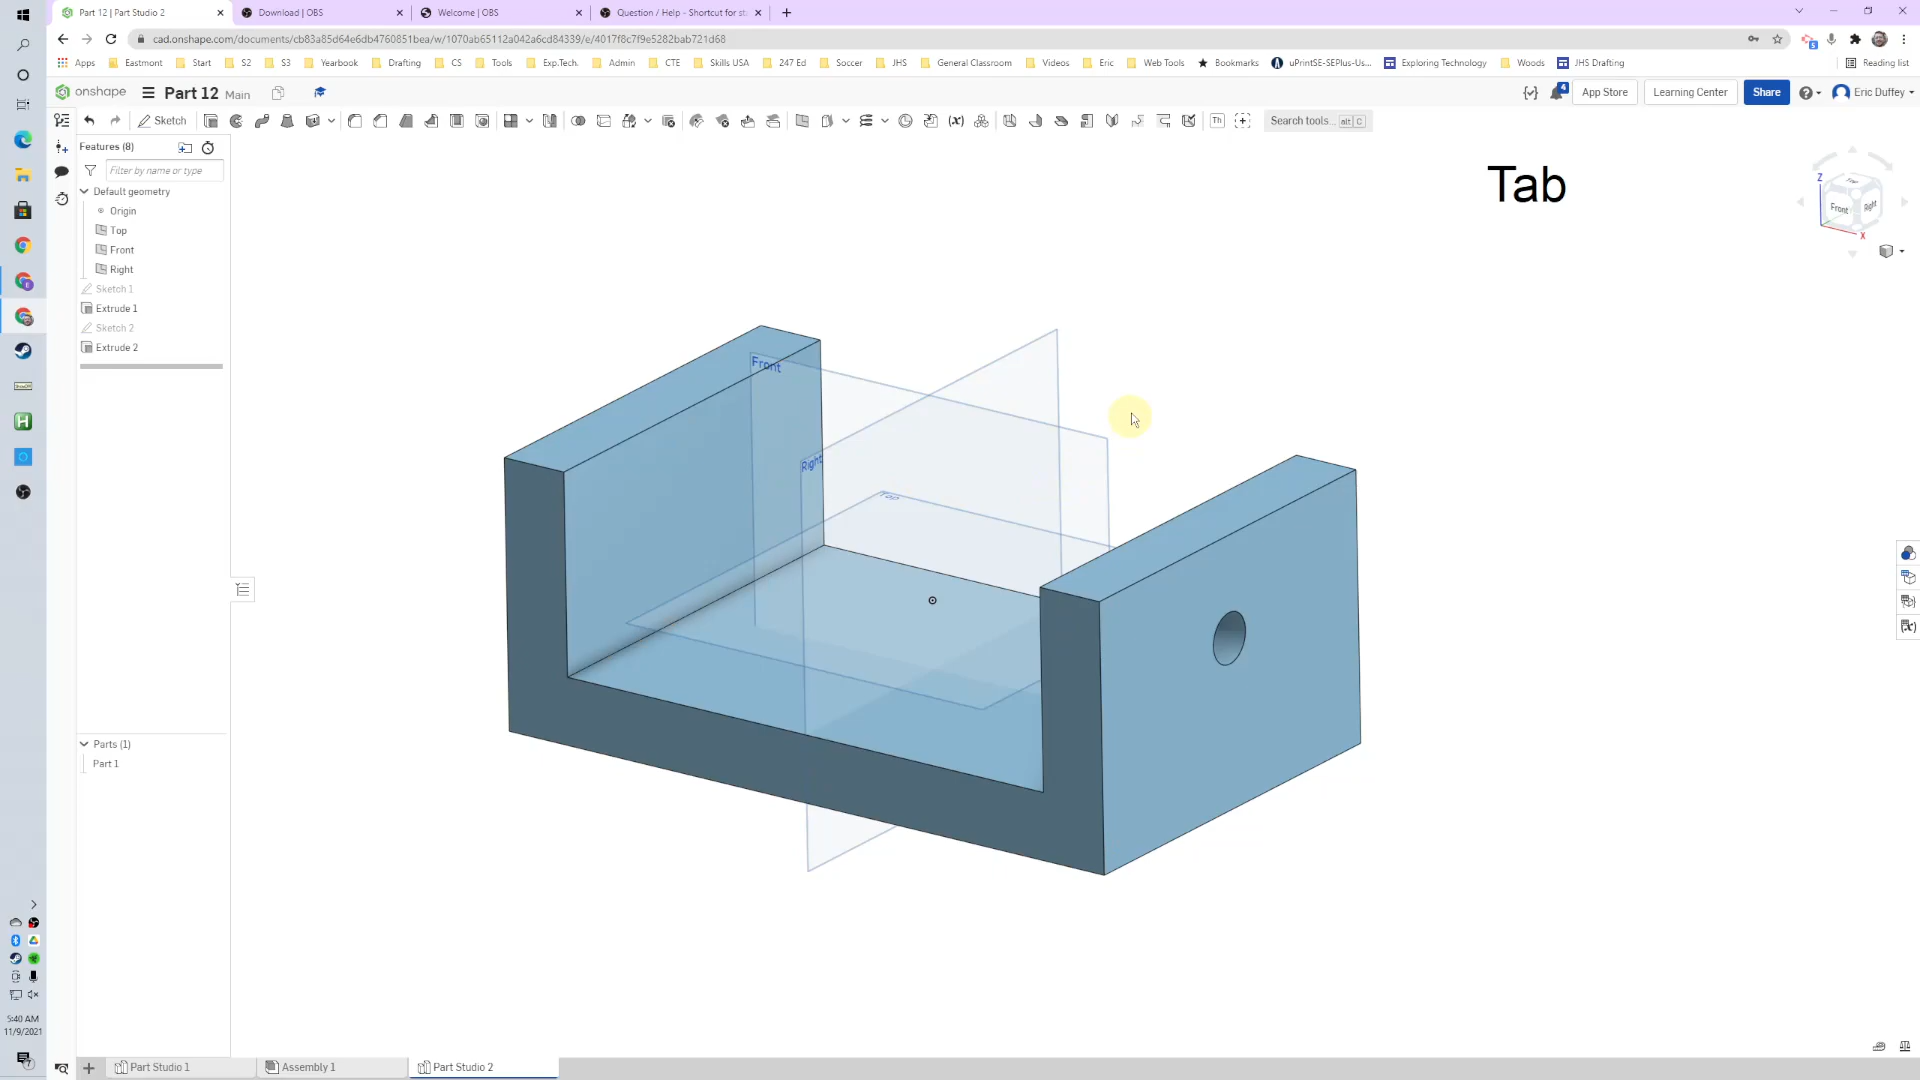 Part 12 | Part Studio 2
Download | OBS
Welcome | OBS
Question / Help - Shortcut for st
cad.onshape.com/documents/cb83a85d64e6db4760851bea/w/1070ab65112a042a6cd84339/e/4017f8c7f9e5282bab721d68
Apps Eastmont Start S2 S3 Yearbook Drafting CS Tools Exp.Tech. Admin CTE Skills USA 247 Ed Soccer JHS General Classroom Videos Eric Web Tools Bookmarks uPrintSE-SEPlus-Us... Exploring Technology Woods JHS Drafting Reading list
onshape Part 12 Main 4 App Store Learning Center Share Eric Duffey
Sketch Th Search tools... alt C
Features (8)
Filter by name or type
Default geometry
Origin
Top
Front
Right
Sketch 1
Extrude 1
Sketch 2
Extrude 2
Tab
Z
Front Right
X
Front
Right
Top
Parts (1)
Part 1
5:40 AM
11/9/2021
Part Studio 1
Assembly 1
Part Studio 2